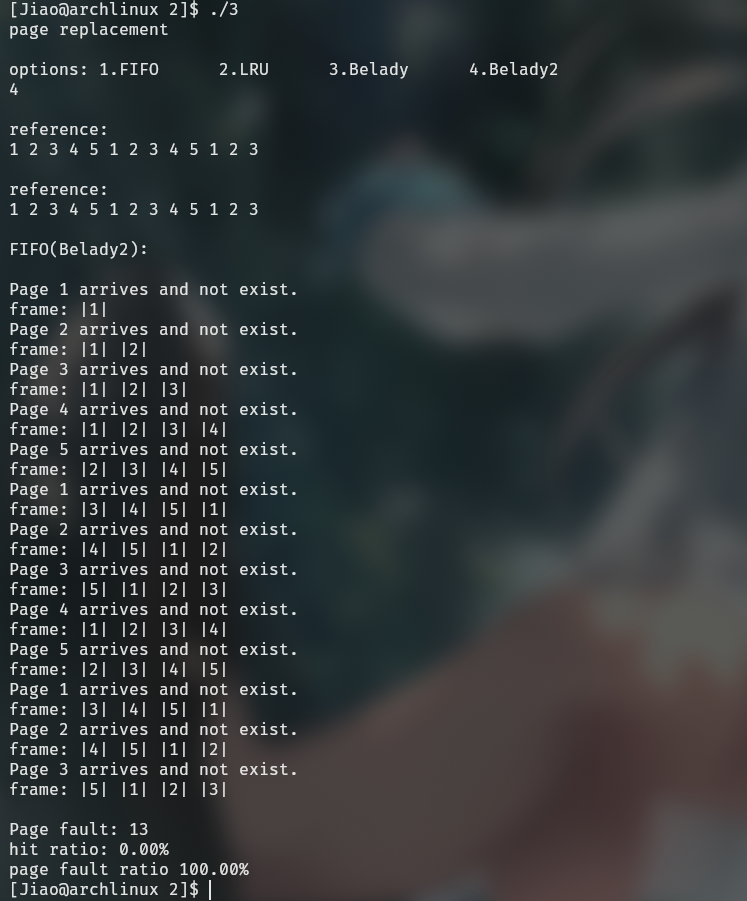 [Jiao@archlinux 2]$ ./3
page replacement
options: 1.FIFO      2.LRU      3.Belady      4.Belady2
4
reference:
1 2 3 4 5 1 2 3 4 5 1 2 3
reference:
1 2 3 4 5 1 2 3 4 5 1 2 3
FIFO(Belady2):
Page 1 arrives and not exist.
frame: |1|
Page 2 arrives and not exist.
frame: |1| |2|
Page 3 arrives and not exist.
frame: |1| |2| |3|
Page 4 arrives and not exist.
frame: |1| |2| |3| |4|
Page 5 arrives and not exist.
frame: |2| |3| |4| |5|
Page 1 arrives and not exist.
frame: |3| |4| |5| |1|
Page 2 arrives and not exist.
frame: |4| |5| |1| |2|
Page 3 arrives and not exist.
frame: |5| |1| |2| |3|
Page 4 arrives and not exist.
frame: |1| |2| |3| |4|
Page 5 arrives and not exist.
frame: |2| |3| |4| |5|
Page 1 arrives and not exist.
frame: |3| |4| |5| |1|
Page 2 arrives and not exist.
frame: |4| |5| |1| |2|
Page 3 arrives and not exist.
frame: |5| |1| |2| |3|
Page fault: 13
hit ratio: 0.00%
page fault ratio 100.00%
[Jiao@archlinux 2]$